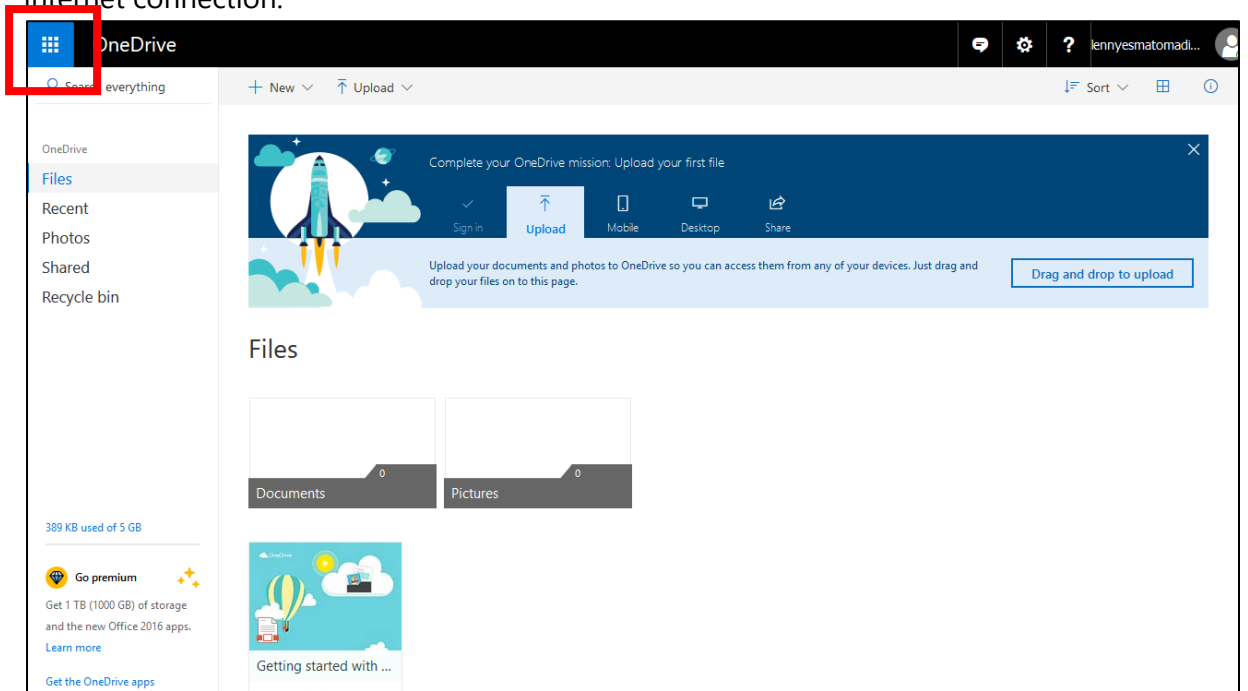 internet connection.
OneDrive
? lennyesmatomadi...
Search everything
New
Upload
Sort
OneDrive
Files
Recent
Photos
Shared
Recycle bin
Complete your OneDrive mission: Upload your first file
Sign in
Upload
Mobile
Desktop
Share
Upload your documents and photos to OneDrive so you can access them from any of your devices. Just drag and
drop your files on to this page.
Drag and drop to upload
Files
0
Documents
0
Pictures
389 KB used of 5 GB
Go premium
Get 1 TB (1000 GB) of storage
and the new Office 2016 apps.
Learn more
Get the OneDrive apps
OneDrive
Getting started with ...